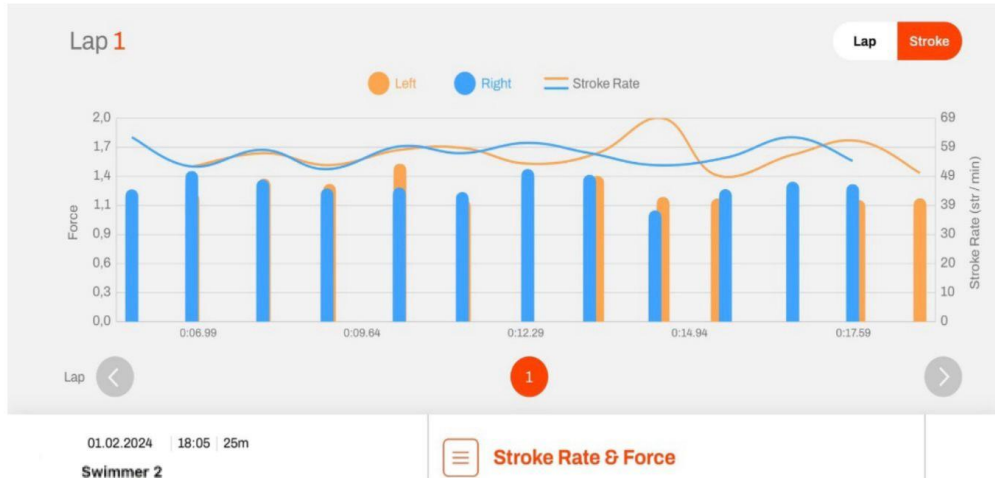 Lap 1
Lap Stroke
Left Right Stroke Rate
2,0 69
1,7 59
1,4 49
1,1 39
0,9 30
0,6 20
0,3 10
0,0 0
Force
Stroke Rate (str / min)
0:06.99 0:09.64 0:12.29 0:14.94 0:17.59
Lap 1
01.02.2024 18:05 25m
Swimmer 2
Stroke Rate & Force